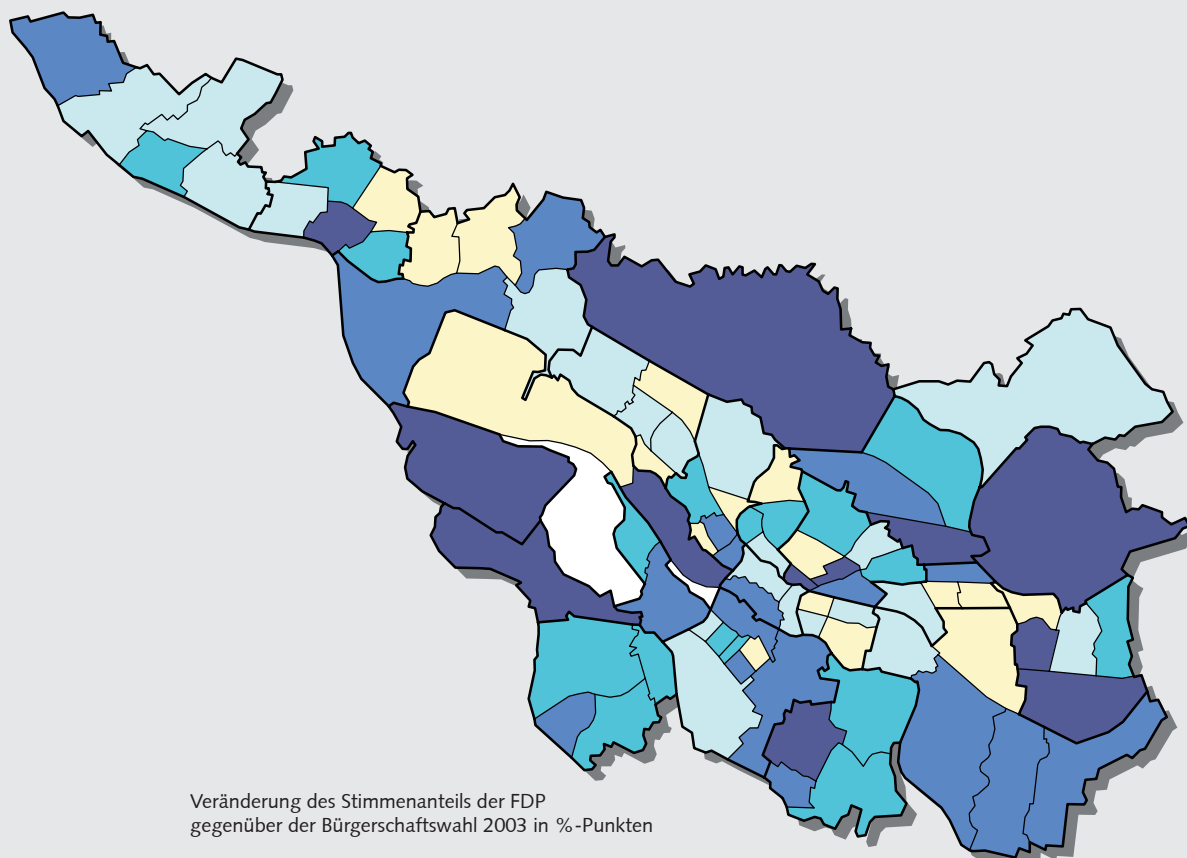 Veränderung des Stimmenanteils der FDP
gegenüber der Bürgerschaftswahl 2003 in %-Punkten